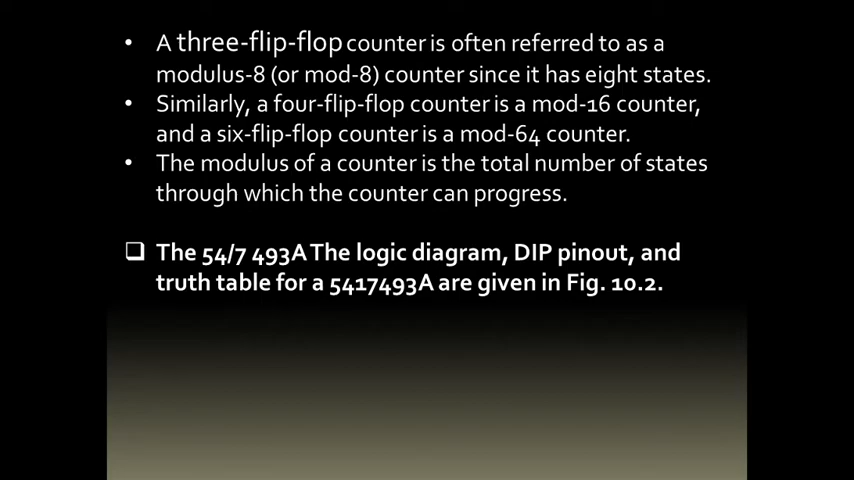 • A three-flip-flop counter is often referred to as a
modulus-8 (or mod-8) counter since it has eight states.
• Similarly, a four-flip-flop counter is a mod-16 counter,
and a six-flip-flop counter is a mod-64 counter.
• The modulus of a counter is the total number of states
through which the counter can progress.
❑ The 54/7 493A The logic diagram, DIP pinout, and
truth table for a 5417493A are given in Fig. 10.2.